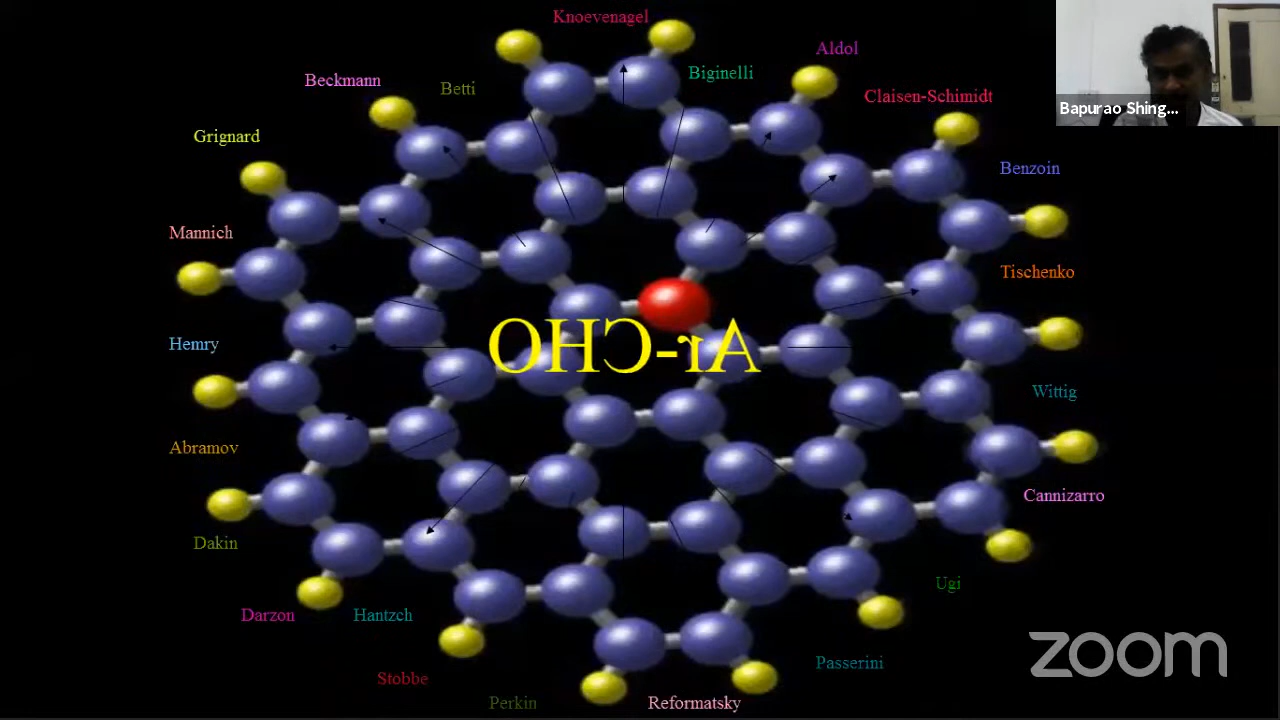 Knoevenagel
Aldol
Biginelli
Beckmann
Betti
Claisen-Schimidt
Bapurao Shing...
Grignard
Benzoin
Mannich
Tischenko
Ar-CHO
Hemry
Wittig
Abramov
Cannizarro
Dakin
Ugi
Darzon
Hantzch
Passerini
zoom
Stobbe
Perkin
Reformatsky